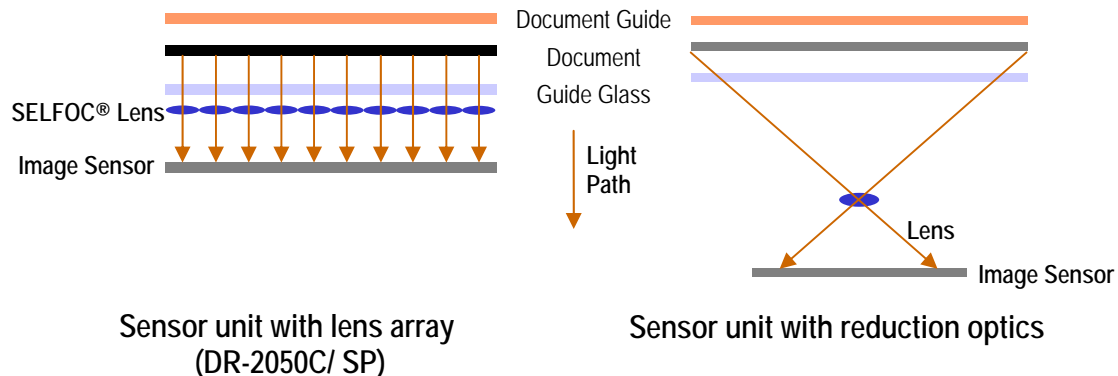 Document Guide
Document
Guide Glass
SELFOC® Lens
Image Sensor
Light
Path
Lens
Image Sensor
Sensor unit with lens array
(DR-2050C/ SP)
Sensor unit with reduction optics